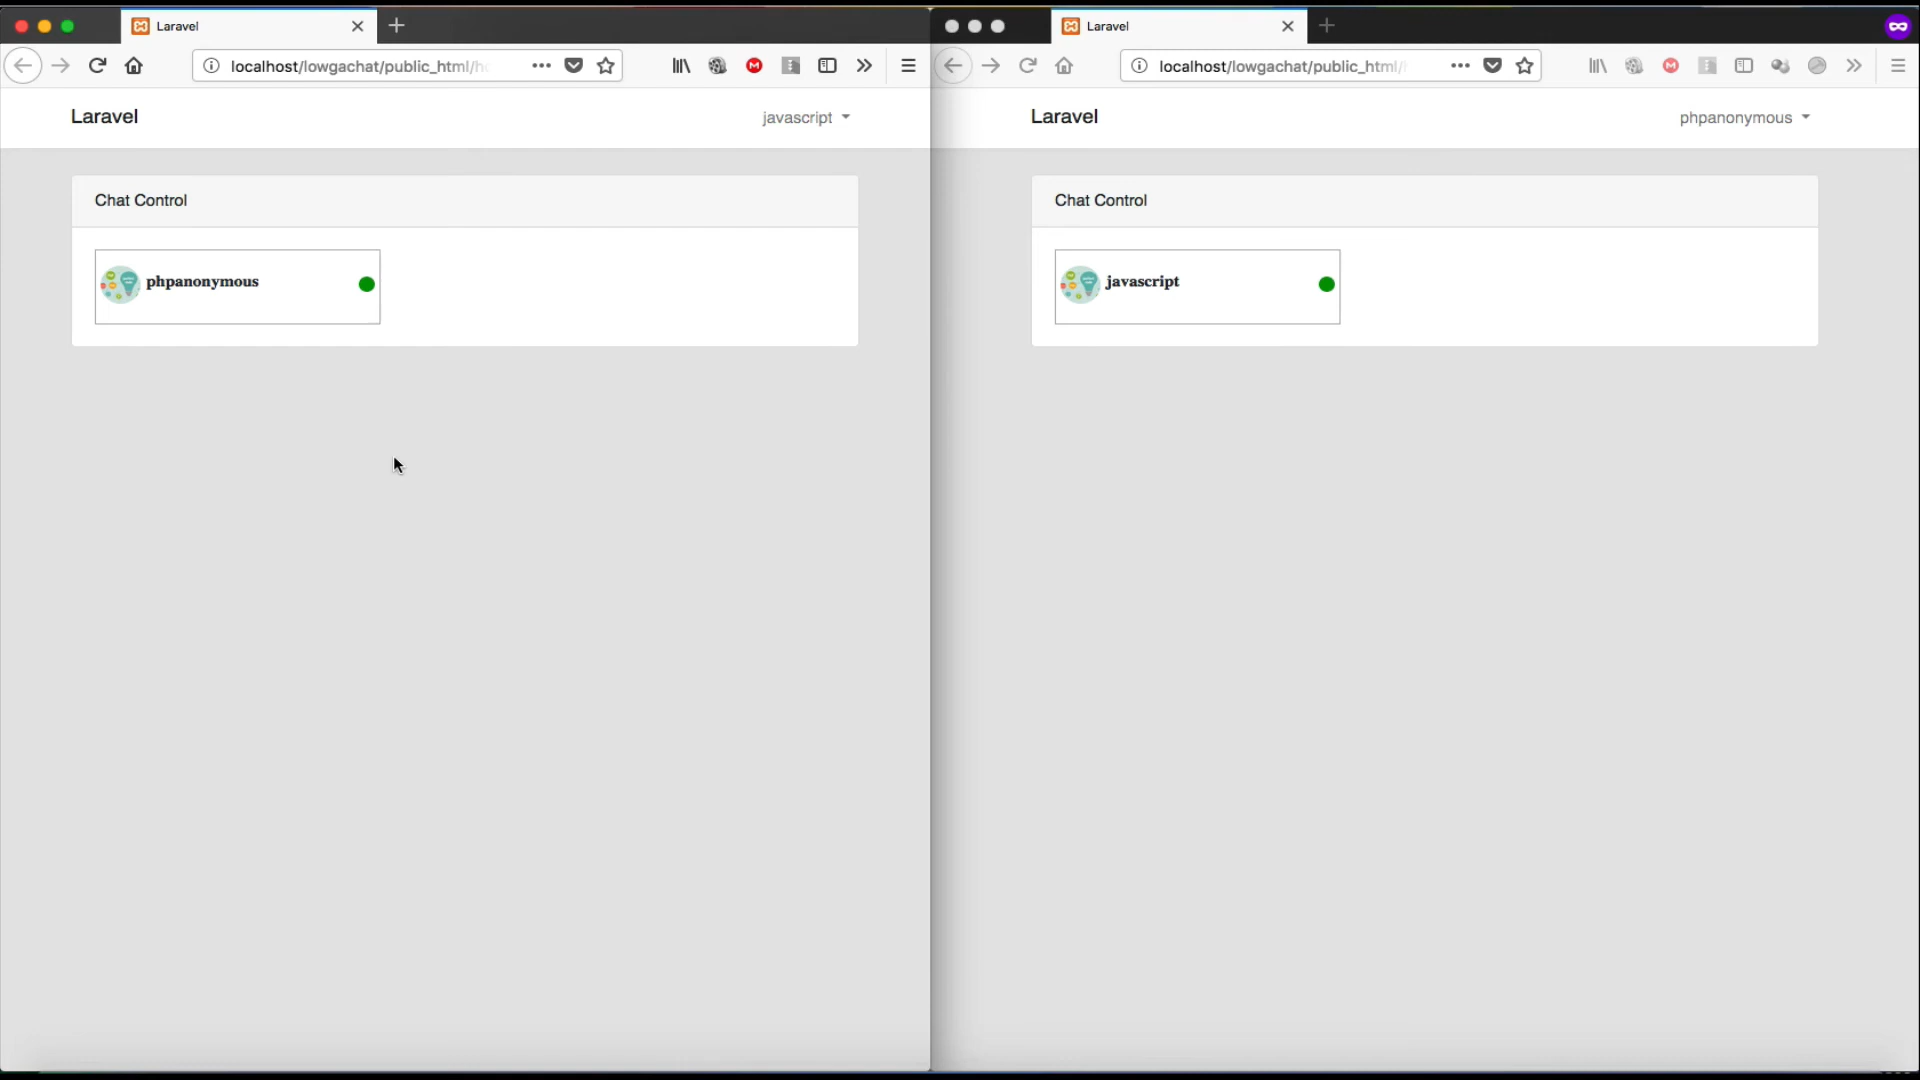 Laravel
localhost/lowgachat/public_html/h
Laravel
javascript
Chat Control
phpanonymous
Laravel
localhost/lowgachat/public_html/
Laravel
phpanonymous
Chat Control
javascript